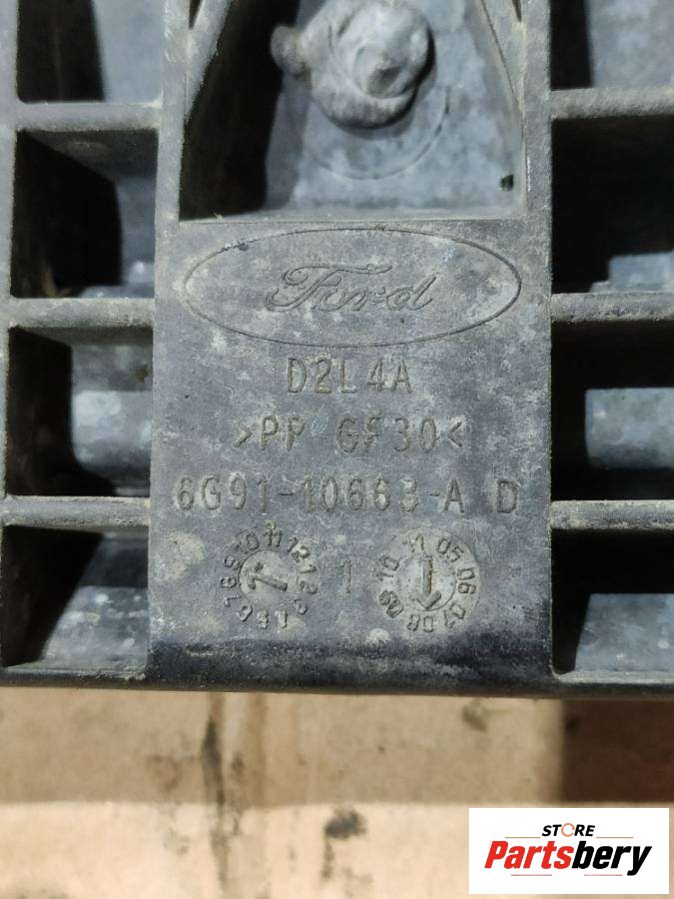 Ford
D2L4A
>PP GF30<
6G91-10663-A D
1
STORE
Partsbery